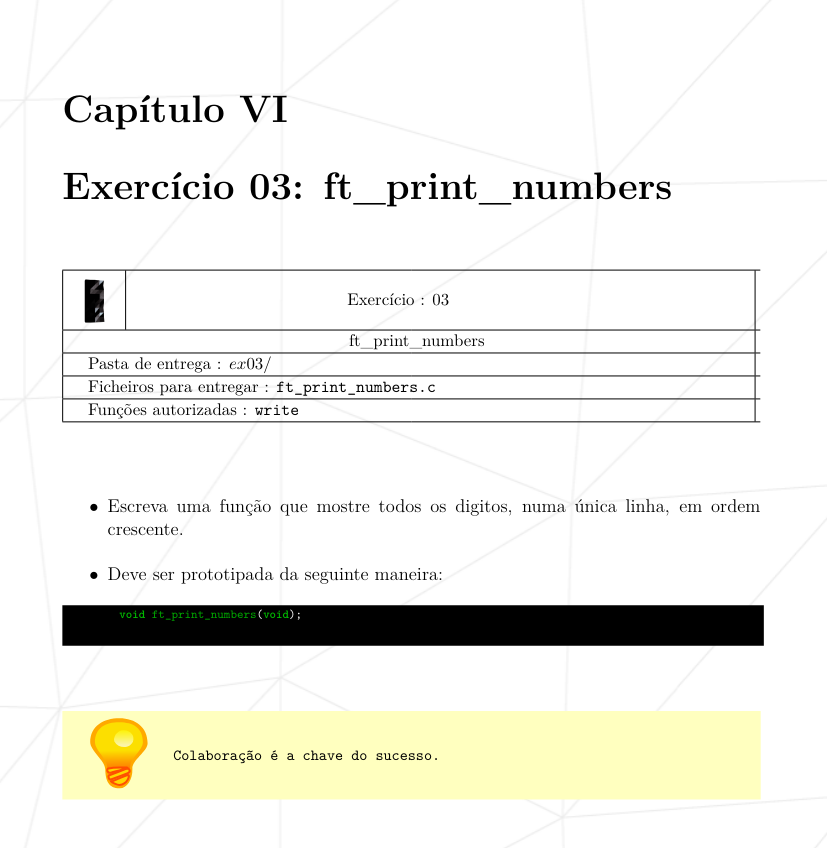 Capítulo VI
Exercício 03: ft_print_numbers
Exercício : 03
ft_print_numbers
Pasta de entrega : ex03/
Ficheiros para entregar : ft_print_numbers.c
Funções autorizadas : write
• Escreva uma função que mostre todos os digitos, numa única linha, em ordem
crescente.
• Deve ser prototipada da seguinte maneira:
void ft_print_numbers(void);
Colaboração é a chave do sucesso.